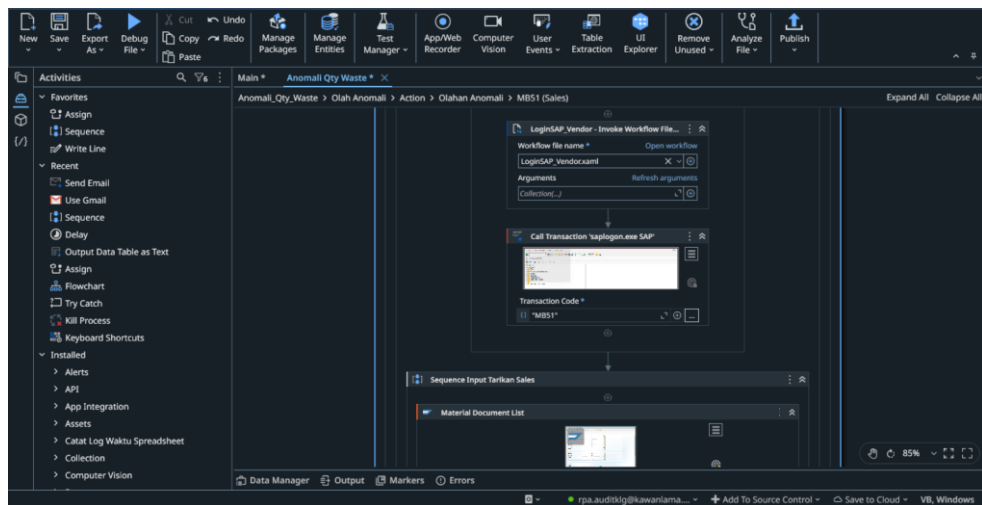 New
Save
Export
As
Debug
File
Cut
Copy
Paste
Undo
Redo
Manage
Packages
Manage
Entities
Test
Manager
App/Web
Recorder
Computer
Vision
User
Events
Table
Extraction
UI
Explorer
Remove
Unused
Analyze
File
Publish
Activities
Main *
Anomali Qty Waste *
Favorites
Assign
Sequence
Write Line
Recent
Send Email
Use Gmail
Sequence
Delay
Output Data Table as Text
Assign
Flowchart
Try Catch
Kill Process
Keyboard Shortcuts
Installed
Alerts
API
App Integration
Assets
Catat Log Waktu Spreadsheet
Collection
Computer Vision
Anomali_Qty_Waste > Olah Anomali > Action > Olahan Anomali > MB51 (Sales)
Expand All Collapse All
LoginSAP_Vendor - Invoke Workflow File...
Workflow file name * Open workflow
LoginSAP_Vendor.xaml
Arguments Refresh arguments
Collection(...)
Call Transaction 'saplogon.exe SAP'
Transaction Code *
"MB51"
Sequence Input Tarikan Sales
Material Document List
85%
Data Manager Output Markers Errors
rpa.auditklg@kawanlama.... Add To Source Control Save to Cloud VB, Windows